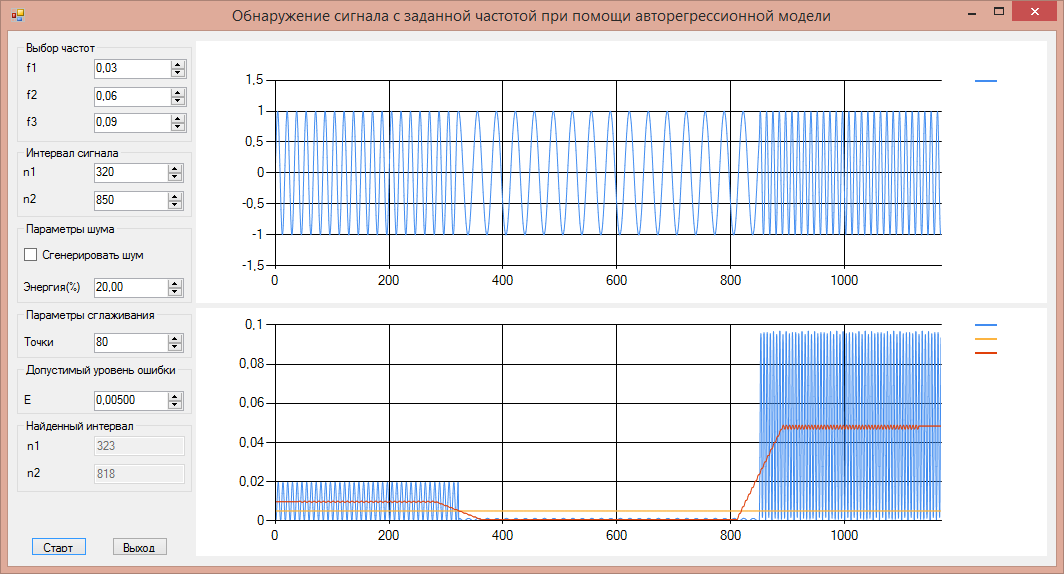 Обнаружение сигнала с заданной частотой при помощи авторегрессионной модели
Выбор частот
f1 0,03
f2 0,06
f3 0,09
Интервал сигнала
n1 320
n2 850
Параметры шума
Сгенерировать шум
Энергия(%) 20,00
Параметры сглаживания
Точки 80
Допустимый уровень ошибки
E 0,00500
Найденный интервал
n1 323
n2 818
Старт Выход
1,5
1
0,5
0
-0,5
-1
-1,5
0 200 400 600 800 1000
0,1
0,08
0,06
0,04
0,02
0
0 200 400 600 800 1000